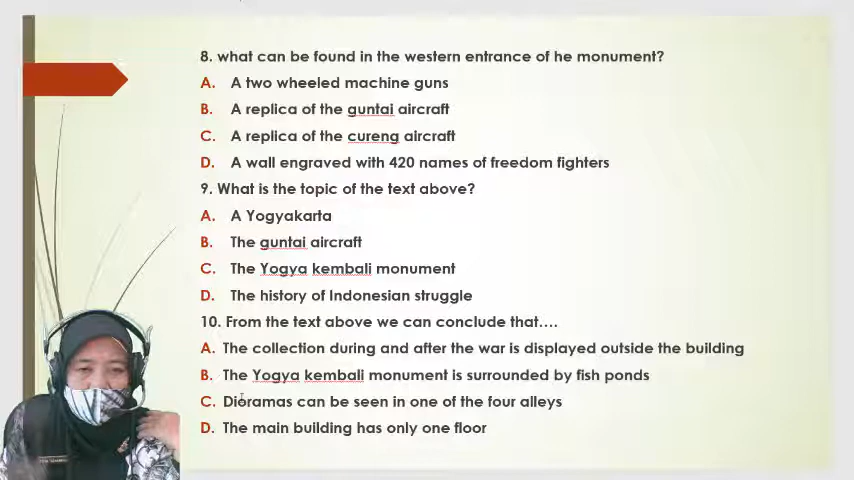 8. what can be found in the western entrance of he monument?
A. A two wheeled machine guns
B. A replica of the guntai aircraft
C. A replica of the cureng aircraft
D. A wall engraved with 420 names of freedom fighters
9. What is the topic of the text above?
A. A Yogyakarta
B. The guntai aircraft
C. The Yogya kembali monument
D. The history of Indonesian struggle
10. From the text above we can conclude that....
A. The collection during and after the war is displayed outside the building
B. The Yogya kembali monument is surrounded by fish ponds
C. Dioramas can be seen in one of the four alleys
D. The main building has only one floor